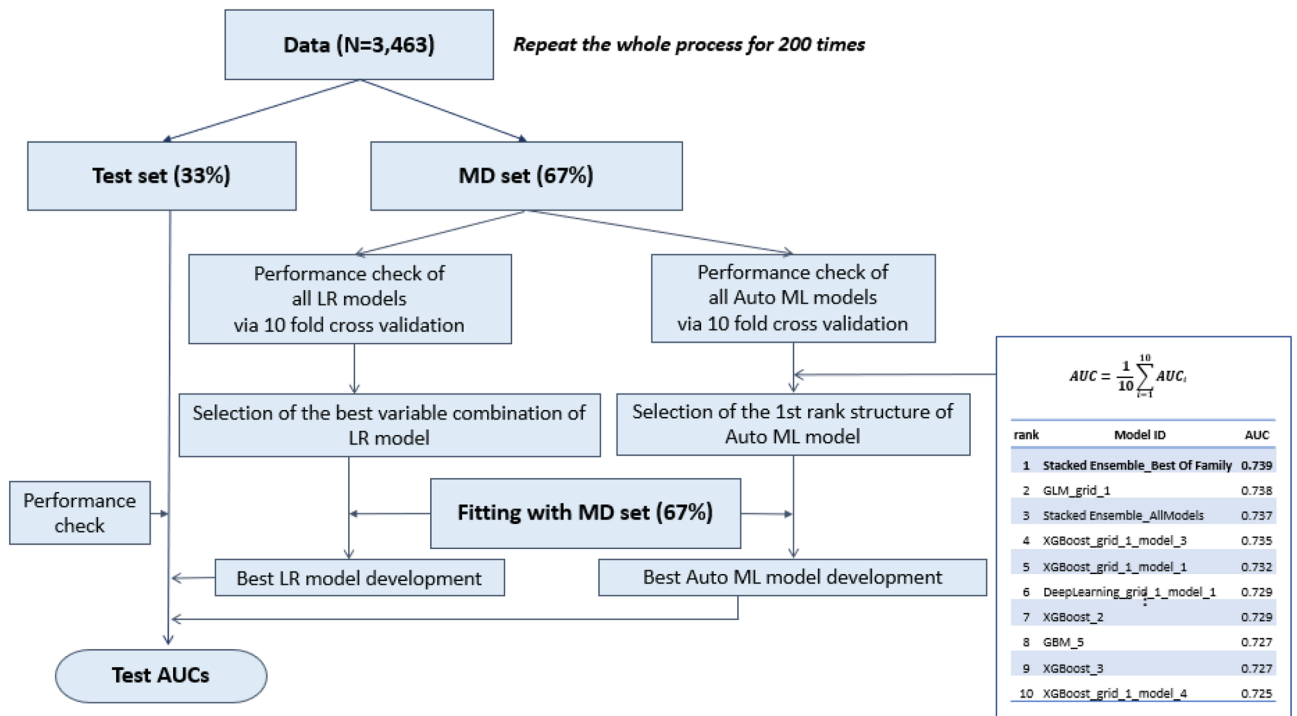 Data (N=3,463)
Repeat the whole process for 200 times
Test set (33%)
MD set (67%)
Performance check of
all LR models
via 10 fold cross validation
Performance check of
all Auto ML models
via 10 fold cross validation
Selection of the best variable combination of
LR model
Selection of the 1st rank structure of
Auto ML model
Performance
check
Fitting with MD set (67%)
Best LR model development
Best Auto ML model development
Test AUCs
AUC = 1/10 ∑_{i=1}^{10} AUC_i
rank Model ID AUC
1 Stacked Ensemble_Best Of Family 0.739
2 GLM_grid_1 0.738
3 Stacked Ensemble_AllModels 0.737
4 XGBoost_grid_1_model_3 0.735
5 XGBoost_grid_1_model_1 0.732
6 DeepLearning_grid_1_model_1 0.729
7 XGBoost_2 0.729
8 GBM_5 0.727
9 XGBoost_3 0.727
10 XGBoost_grid_1_model_4 0.725